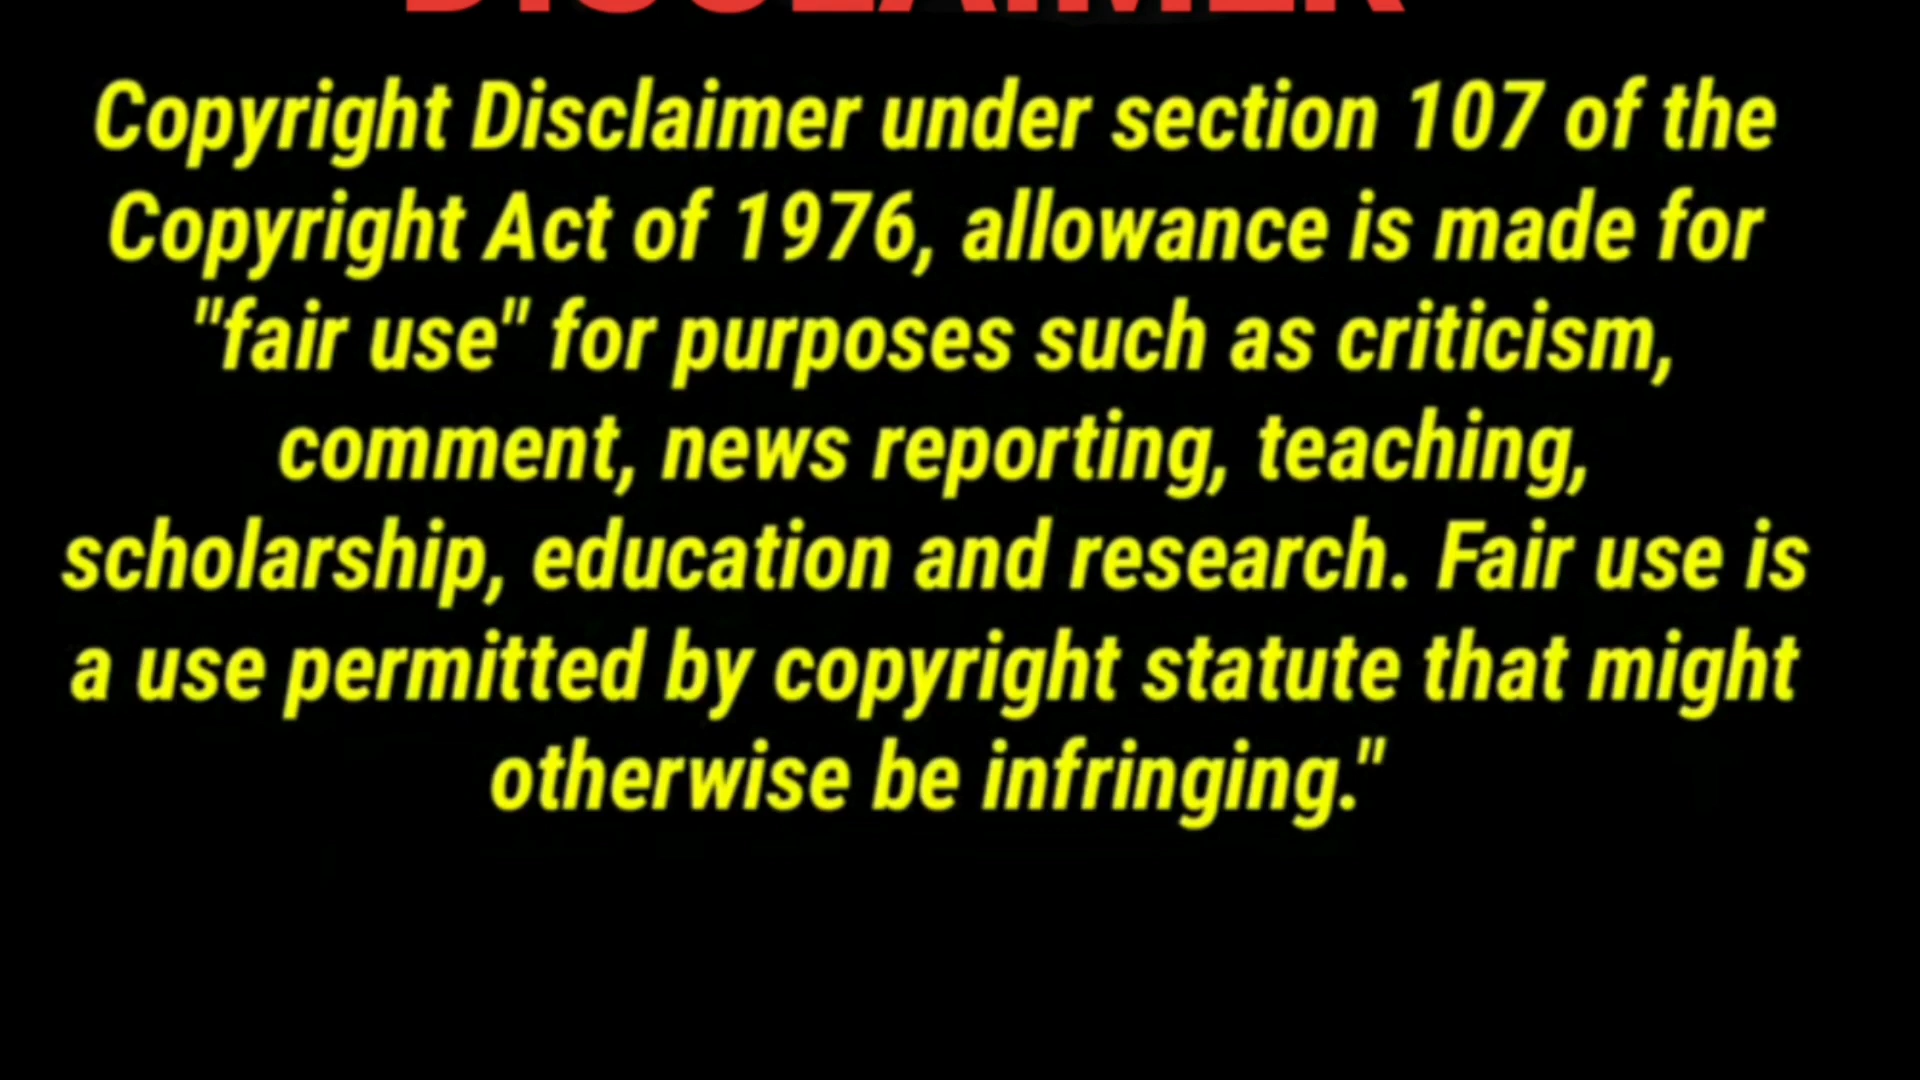 DISCLAIMER
Copyright Disclaimer under section 107 of the
Copyright Act of 1976, allowance is made for
"fair use" for purposes such as criticism,
comment, news reporting, teaching,
scholarship, education and research. Fair use is
a use permitted by copyright statute that might
otherwise be infringing."